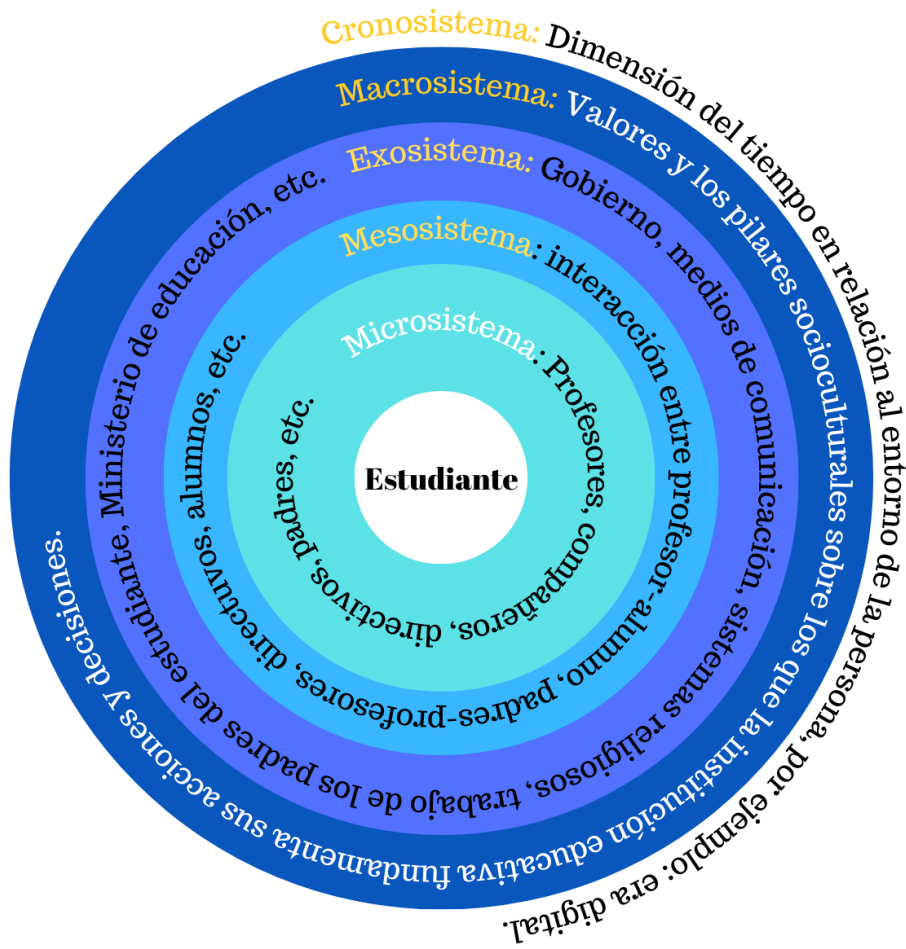 Cronosistema: Dimensión del tiempo en relación al entorno de la persona, por ejemplo: era digital.
Macrosistema: Valores y los pilares socioculturales sobre los que la institución educativa fundamenta sus acciones y decisiones.
Exosistema: Gobierno, medios de comunicación, sistemas religiosos, trabajo de los padres del estudiante, Ministerio de educación, etc.
Mesosistema: interacción entre profesor-alumno, padres-profesores, directuvos, alumnos, etc.
Microsistema: Profesores, compañeros, directivos, padres, etc.
Estudiante